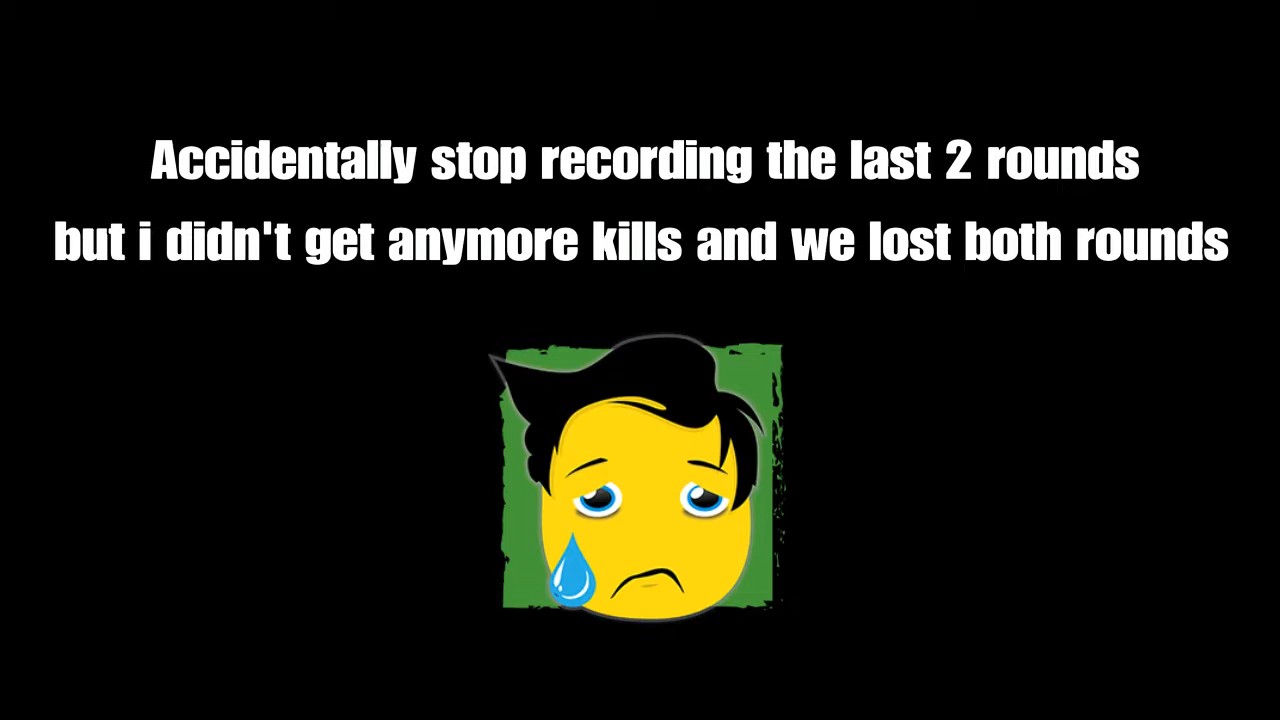 Accidentally stop recording the last 2 rounds
but i didn't get anymore kills and we lost both rounds